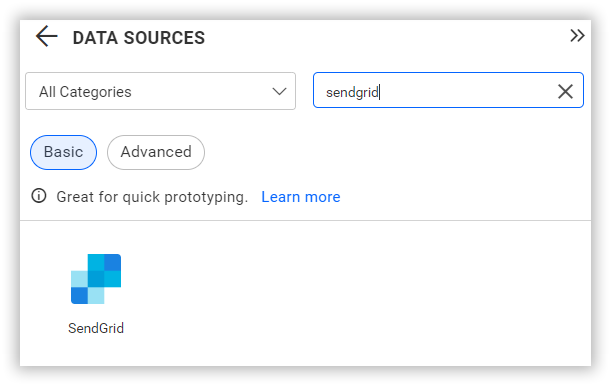 DATA SOURCES
All Categories
sendgrid
Basic
Advanced
Great for quick prototyping. Learn more
SendGrid